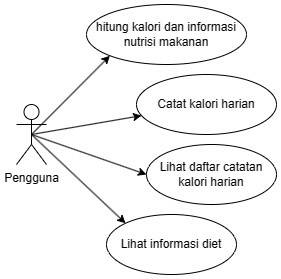 hitung kalori dan informasi
nutrisi makanan
Catat kalori harian
Pengguna
Lihat daftar catatan
kalori harian
Lihat informasi diet